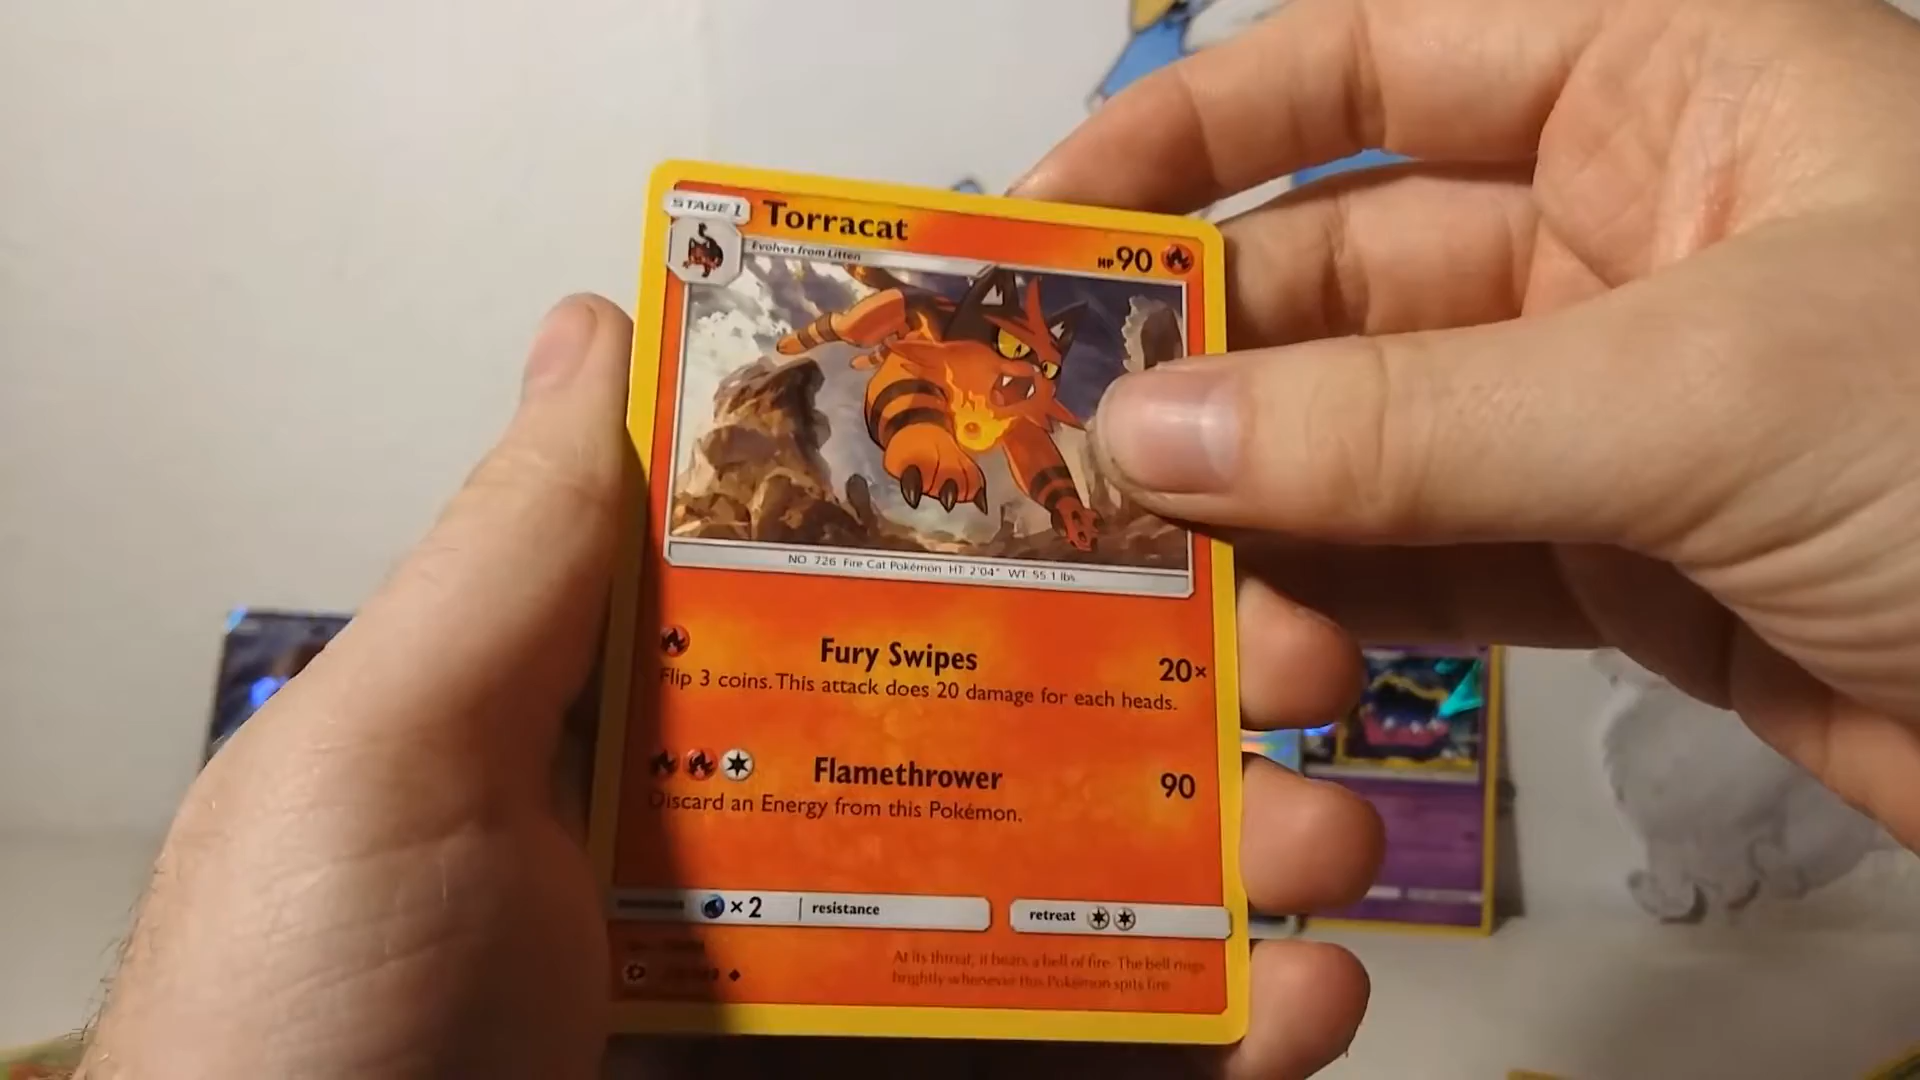 STAGE 1
Torracat
Evolves from Litten
HP 90
NO. 726 Fire Cat Pokémon HT: 2'04" WT: 55.1 lbs.
Fury Swipes 20×
Flip 3 coins. This attack does 20 damage for each heads.
Flamethrower 90
Discard an Energy from this Pokémon.
×2 resistance
retreat
At its throat, it bears a bell of fire. The bell rings
brightly whenever this Pokémon spits fire.